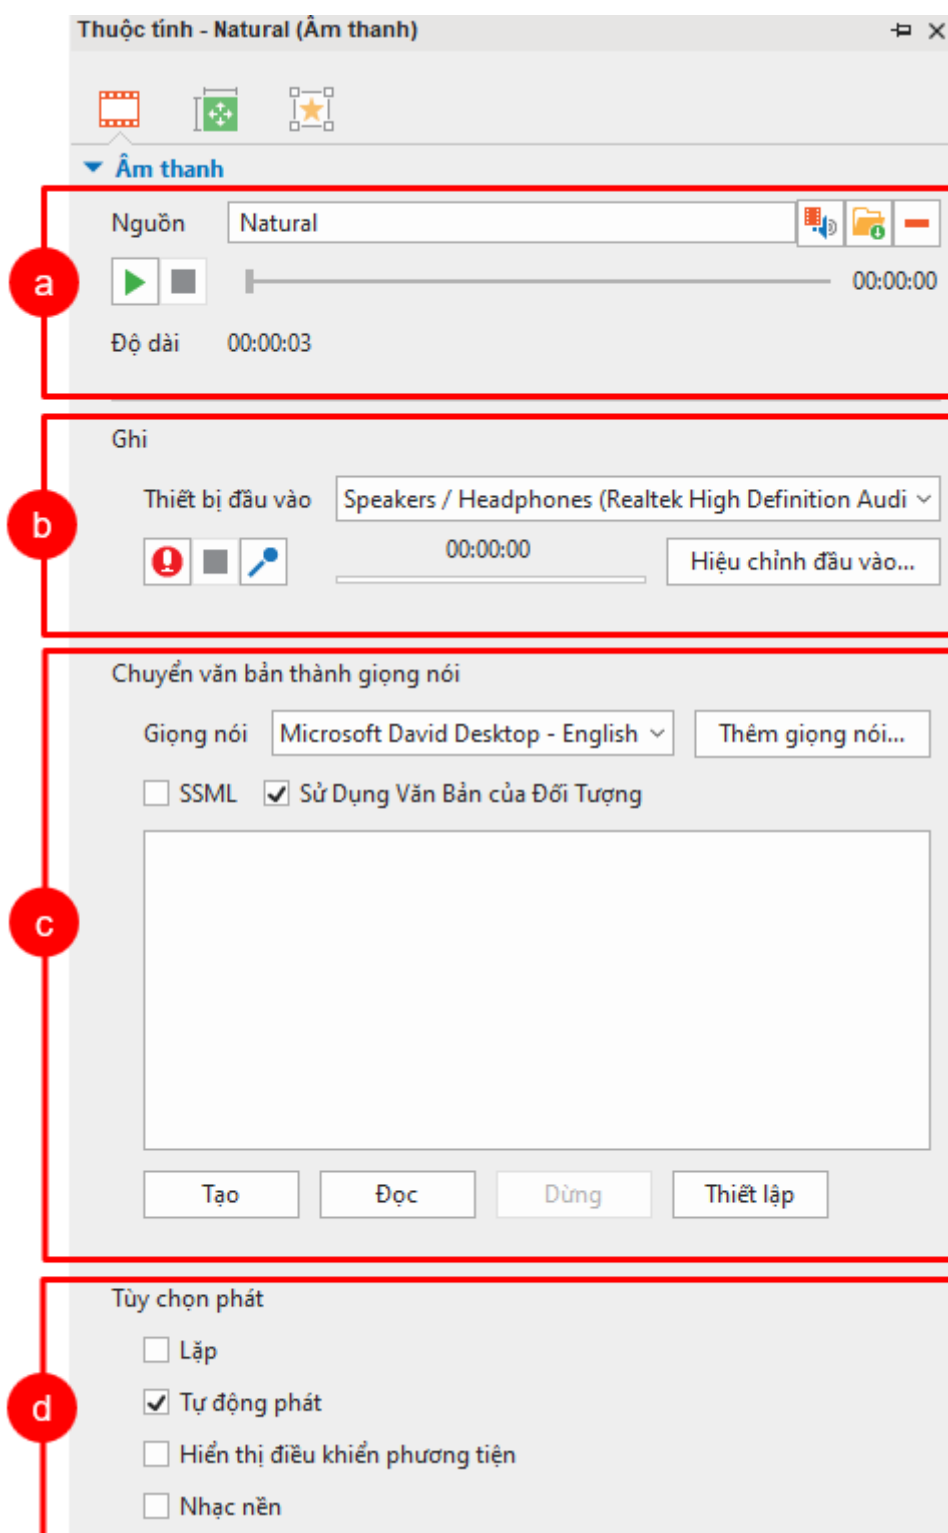 Thuộc tính - Natural (Âm thanh)
Âm thanh
a
Nguồn Natural
00:00:00
Độ dài 00:00:03
b
Ghi
Thiết bị đầu vào Speakers / Headphones (Realtek High Definition Audi
00:00:00 Hiệu chỉnh đầu vào...
c
Chuyển văn bản thành giọng nói
Giọng nói Microsoft David Desktop - English Thêm giọng nói...
SSML Sử Dụng Văn Bản của Đối Tượng
Tạo Đọc Dừng Thiết lập
d
Tùy chọn phát
Lặp
Tự động phát
Hiển thị điều khiển phương tiện
Nhạc nền